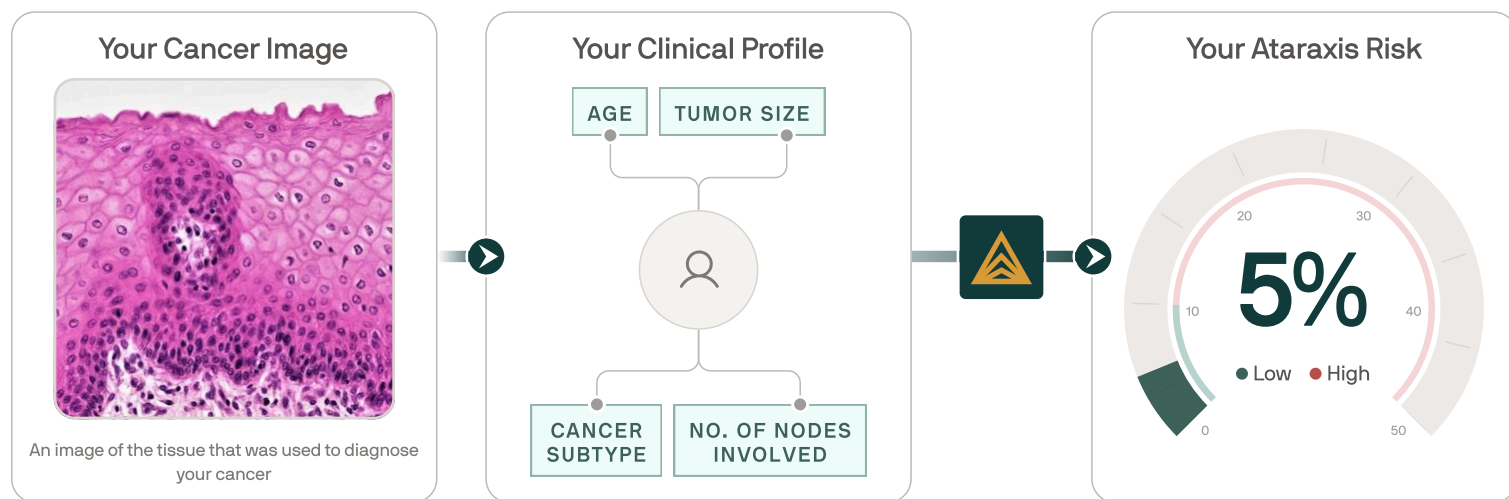 Your Cancer Image
An image of the tissue that was used to diagnose
your cancer
Your Clinical Profile
AGE
TUMOR SIZE
CANCER
SUBTYPE
NO. OF NODES
INVOLVED
Your Ataraxis Risk
20
30
10
5%
40
Low
High
0
50